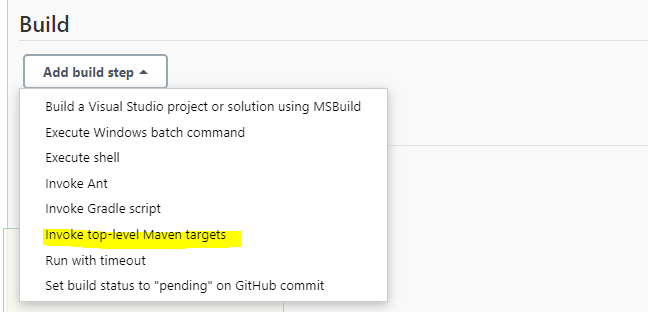 Build
Add build step
Build a Visual Studio project or solution using MSBuild
Execute Windows batch command
Execute shell
Invoke Ant
Invoke Gradle script
Invoke top-level Maven targets
Run with timeout
Set build status to "pending" on GitHub commit